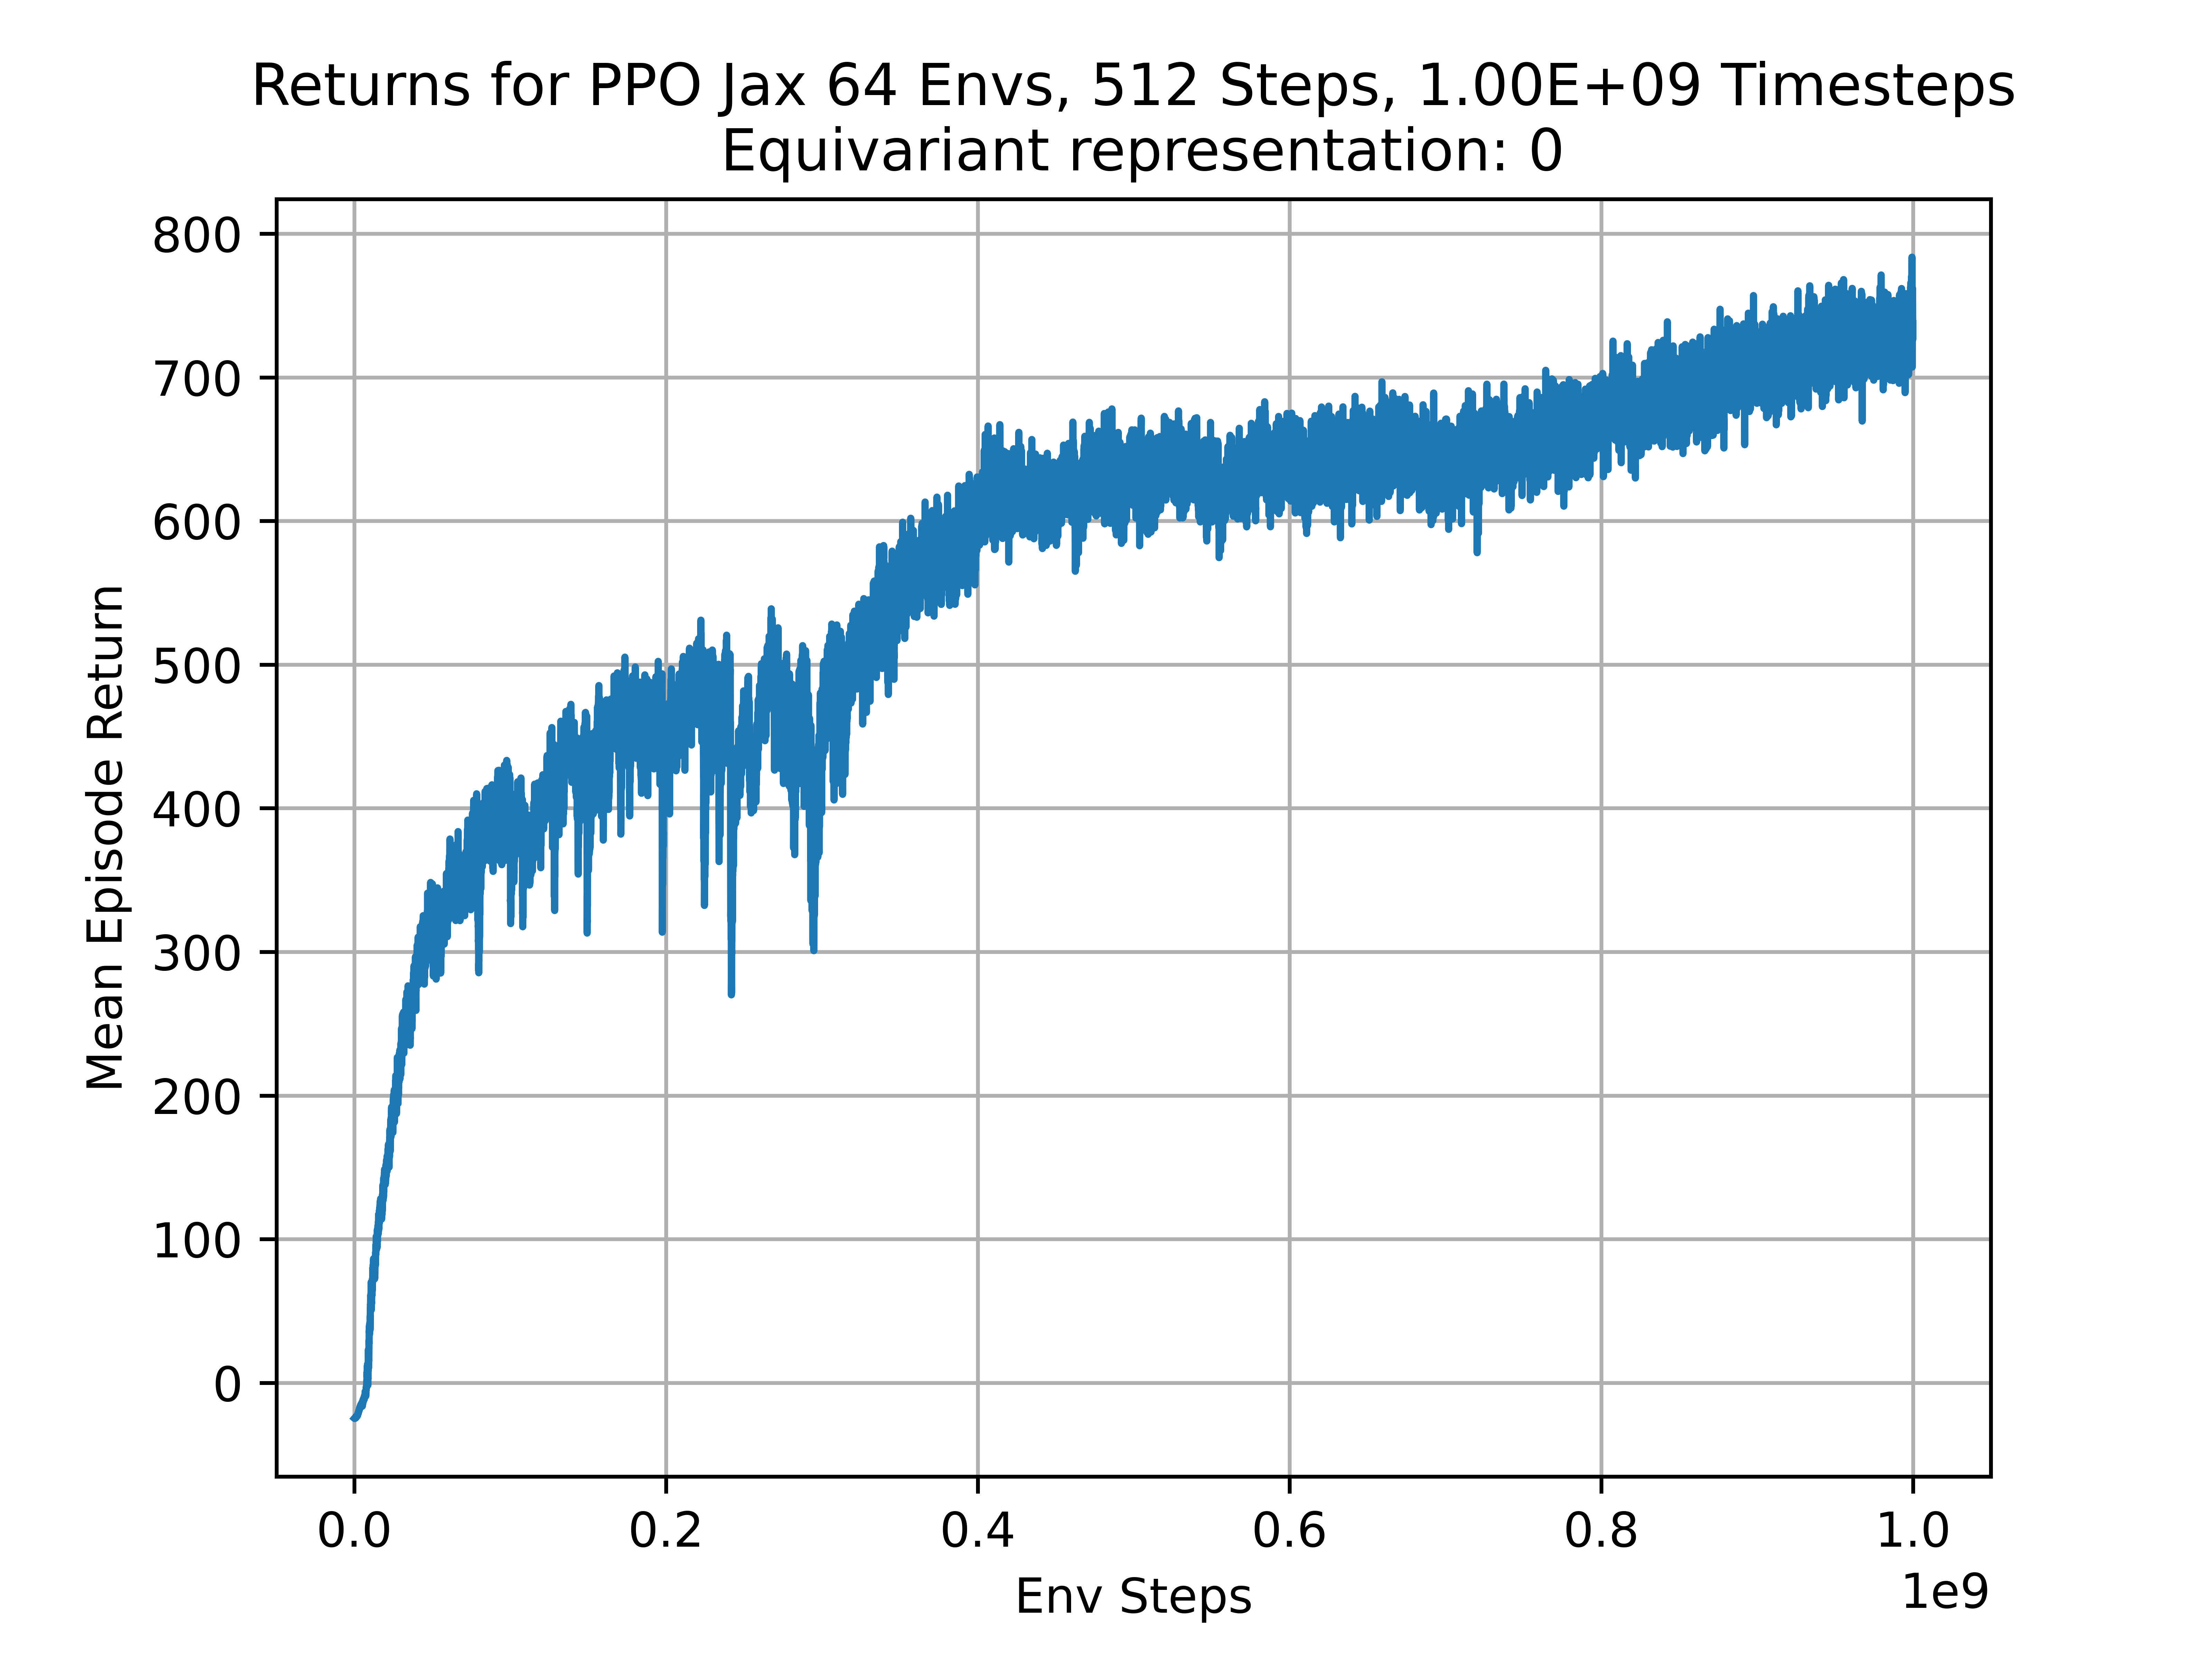 Returns for PPO Jax 64 Envs, 512 Steps, 1.00E+09 Timesteps
Equivariant representation: 0
Mean Episode Return
800
700
600
500
400
300
200
100
0
0.0 0.2 0.4 0.6 0.8 1.0
Env Steps
1e9